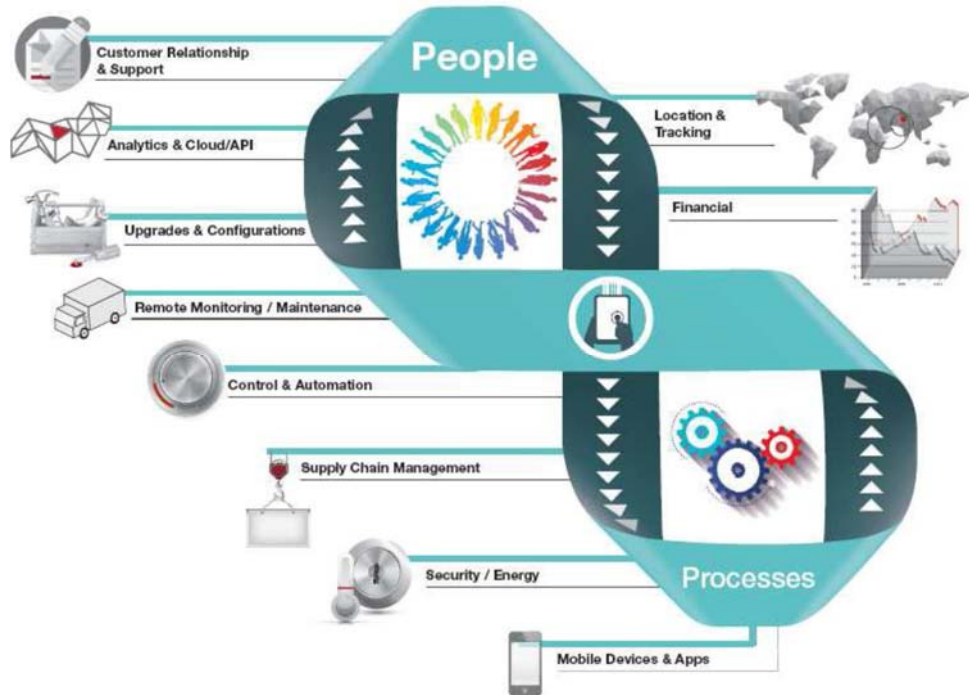 People
Customer Relationship
& Support
Location &
Tracking
Analytics & Cloud/API
Financial
Upgrades & Configurations
Remote Monitoring / Maintenance
Control & Automation
Supply Chain Management
Security / Energy
Processes
Mobile Devices & Apps